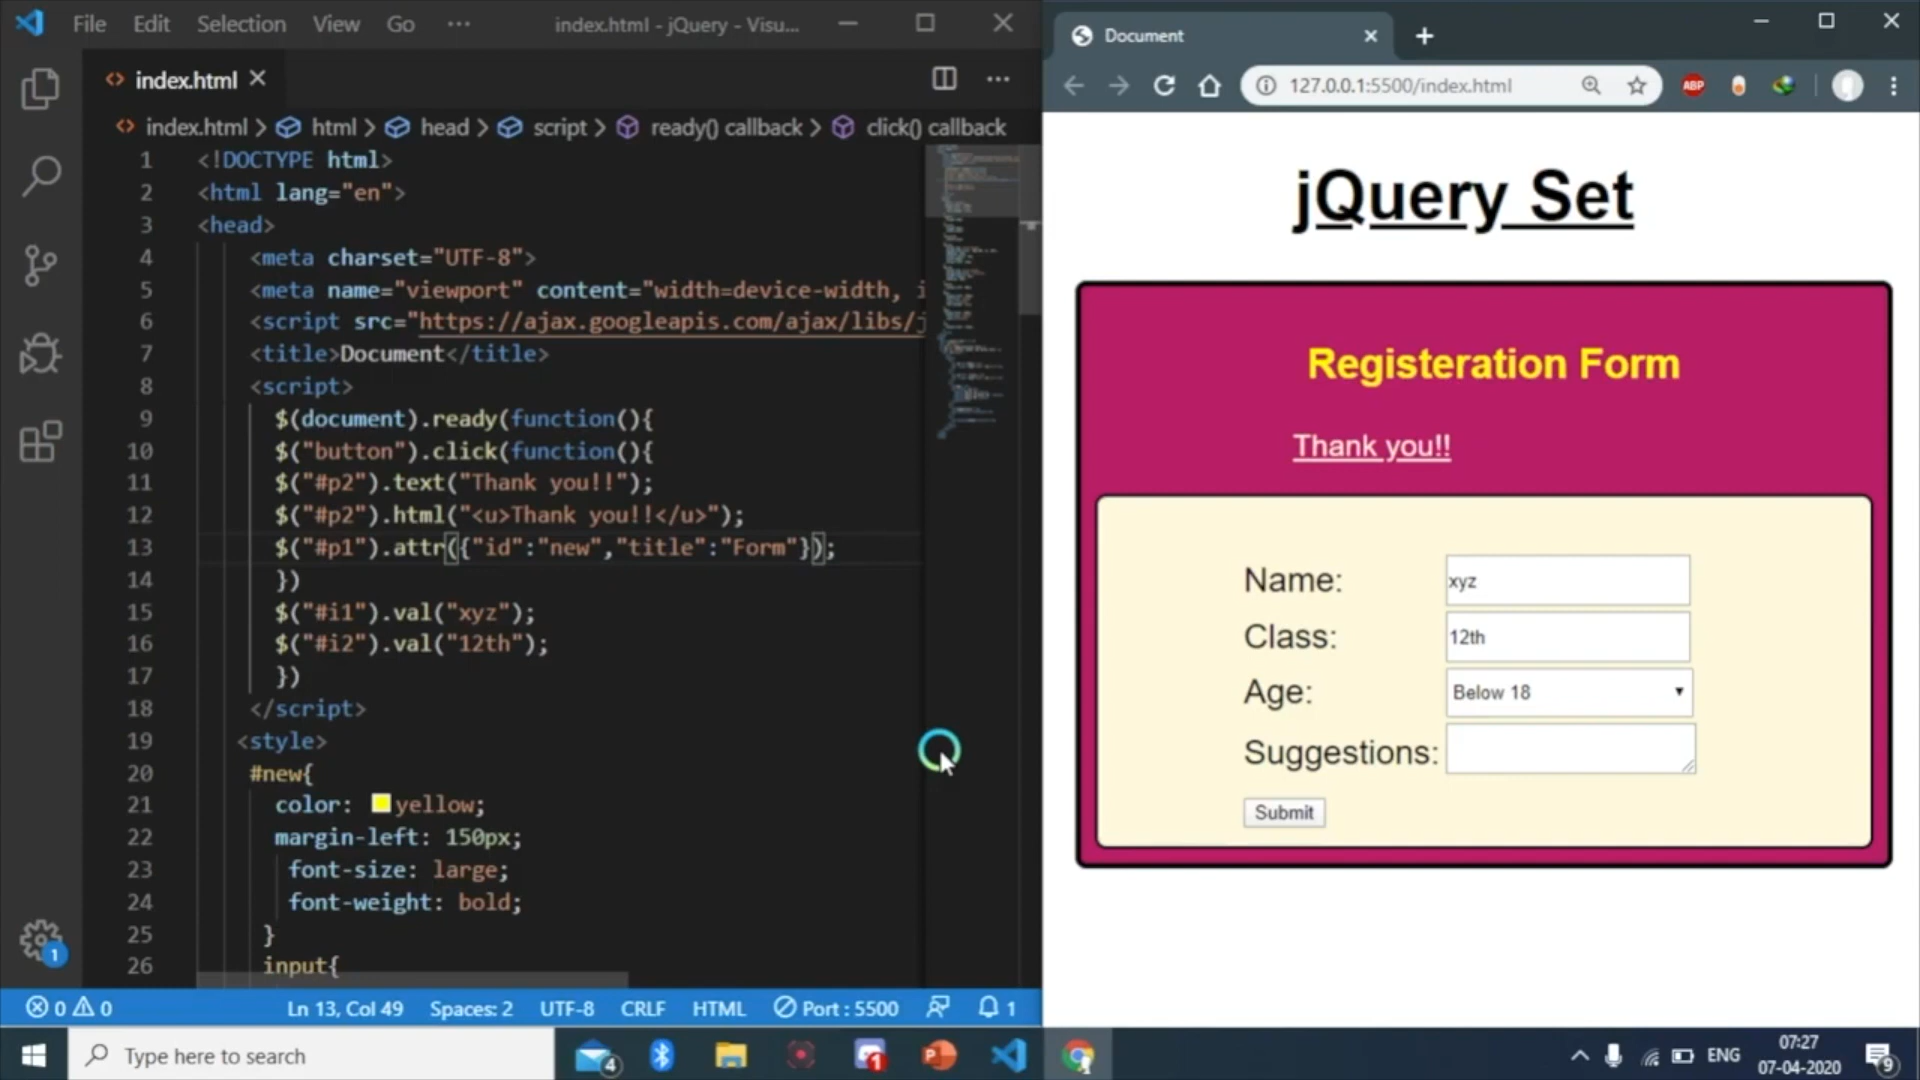 File Edit Selection View Go ··· index.html - jQuery - Visu...
index.html
index.html > html > head > script > ready() callback > click() callback
1 <!DOCTYPE html>
2 <html lang="en">
3 <head>
4 <meta charset="UTF-8">
5 <meta name="viewport" content="width=device-width, i
6 <script src="https://ajax.googleapis.com/ajax/libs/j
7 <title>Document</title>
8 <script>
9 $(document).ready(function(){
10 $("button").click(function(){
11 $("#p2").text("Thank you!!");
12 $("#p2").html("<u>Thank you!!</u>");
13 $("#p1").attr({"id":"new","title":"Form"});
14 })
15 $("#i1").val("xyz");
16 $("#i2").val("12th");
17 })
18 </script>
19 <style>
20 #new{
21 color: yellow;
22 margin-left: 150px;
23 font-size: large;
24 font-weight: bold;
25 }
26 input{
1
0 0 Ln 13, Col 49 Spaces: 2 UTF-8 CRLF HTML Port : 5500 1
Document
127.0.0.1:5500/index.html ABP
jQuery Set
Registeration Form
Thank you!!
Name: xyz
Class: 12th
Age: Below 18
Suggestions:
Submit
Type here to search 4 1 P ENG 07:27
07-04-2020 9